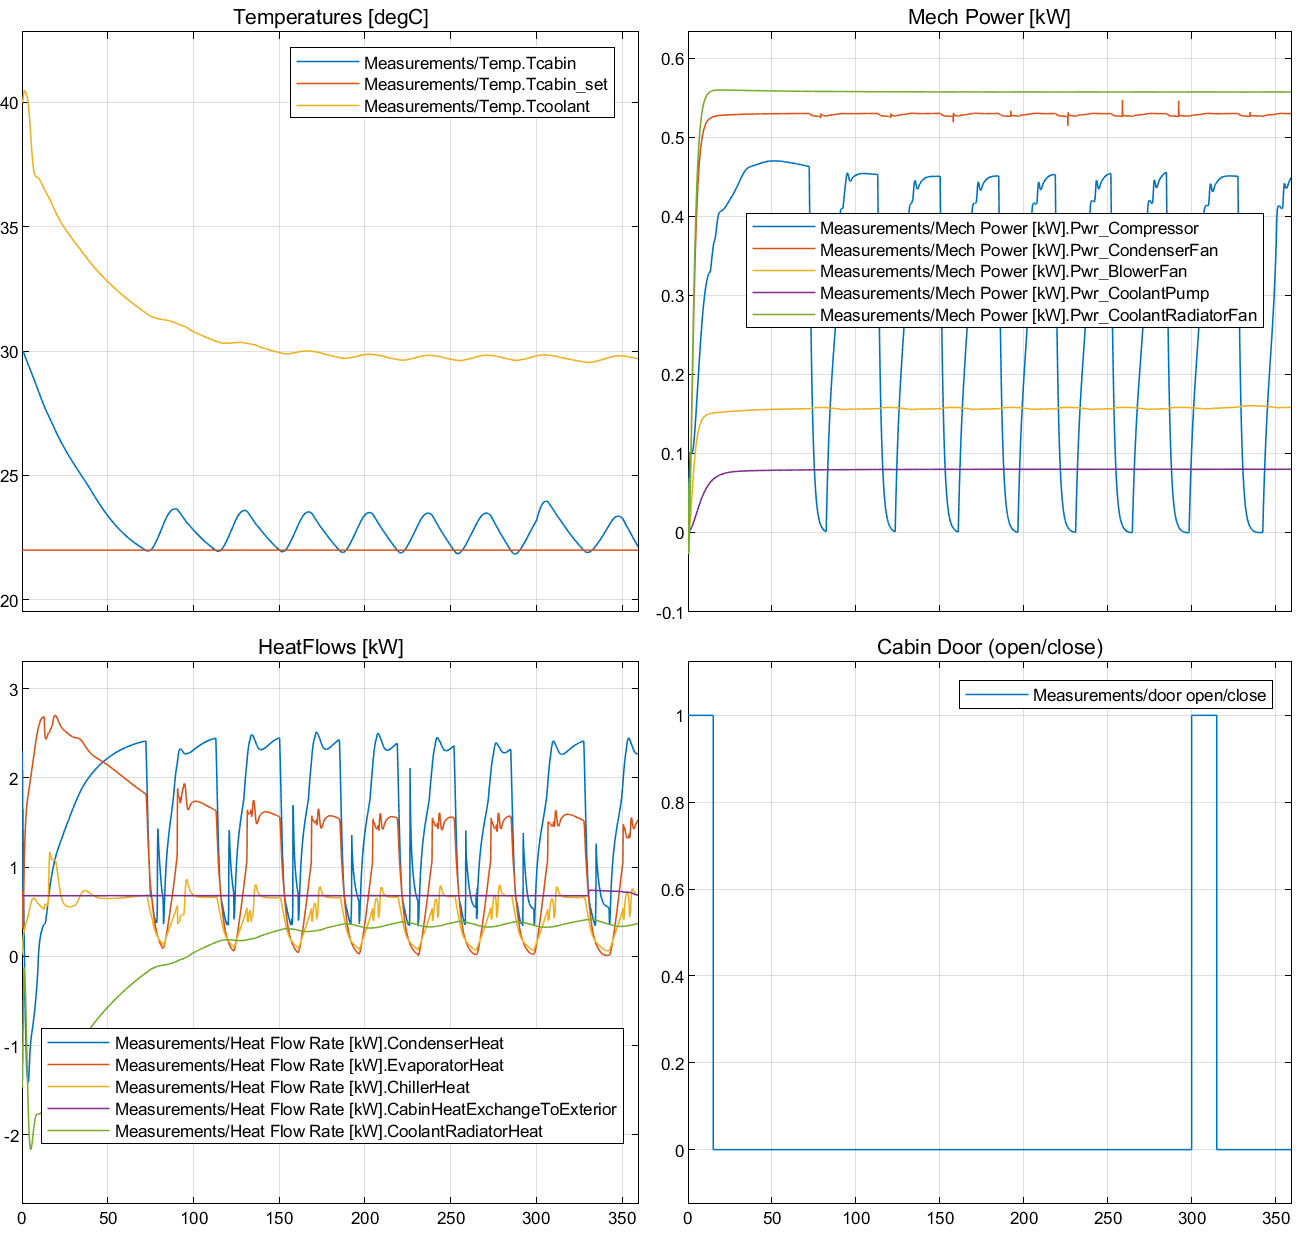 Temperatures [degC]
Measurements/Temp.Tcabin
Measurements/Temp.Tcabin_set
Measurements/Temp.Tcoolant
40
35
30
25
20
Mech Power [kW]
0.6
0.5
0.4
0.3
0.2
0.1
0
-0.1
Measurements/Mech Power [kW].Pwr_Compressor
Measurements/Mech Power [kW].Pwr_CondenserFan
Measurements/Mech Power [kW].Pwr_BlowerFan
Measurements/Mech Power [kW].Pwr_CoolantPump
Measurements/Mech Power [kW].Pwr_CoolantRadiatorFan
HeatFlows [kW]
3
2
1
0
-1
-2
Measurements/Heat Flow Rate [kW].CondenserHeat
Measurements/Heat Flow Rate [kW].EvaporatorHeat
Measurements/Heat Flow Rate [kW].ChillerHeat
Measurements/Heat Flow Rate [kW].CabinHeatExchangeToExterior
Measurements/Heat Flow Rate [kW].CoolantRadiatorHeat
0 50 100 150 200 250 300 350
Cabin Door (open/close)
Measurements/door open/close
1
0.8
0.6
0.4
0.2
0
0 50 100 150 200 250 300 350